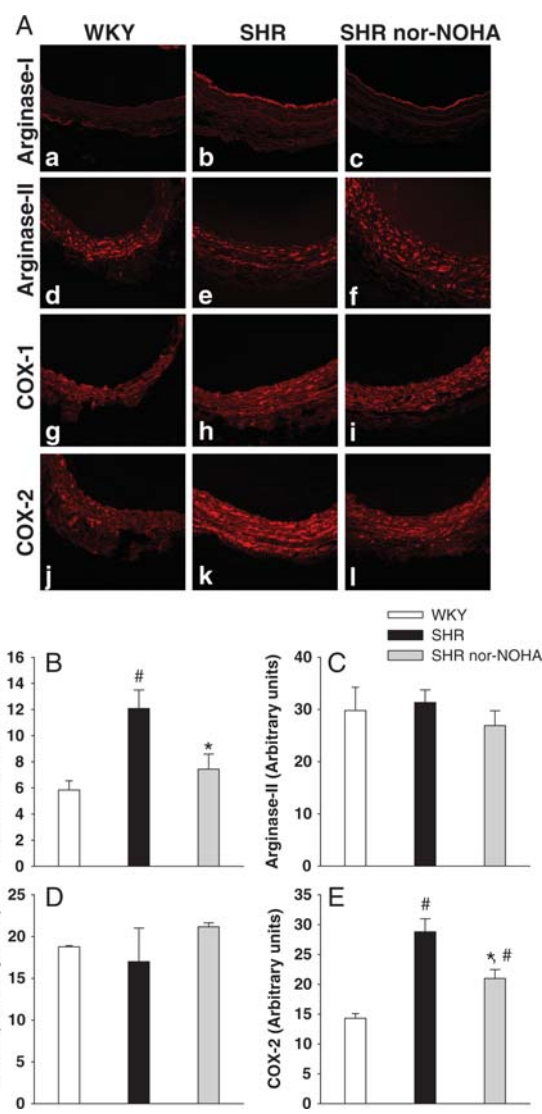 A
WKY SHR SHR nor-NOHA
Arginase-I
a b c
Arginase-II
d e f
COX-1
g h i
COX-2
j k l
WKY
SHR
SHR nor-NOHA
B
16
14
12
10
8
6
4
2
0
#
*
C
Arginase-II (Arbitrary units)
40
30
20
10
0
D
25
20
15
10
5
0
E
COX-2 (Arbitrary units)
35
30
25
20
15
10
5
0
#
*, #